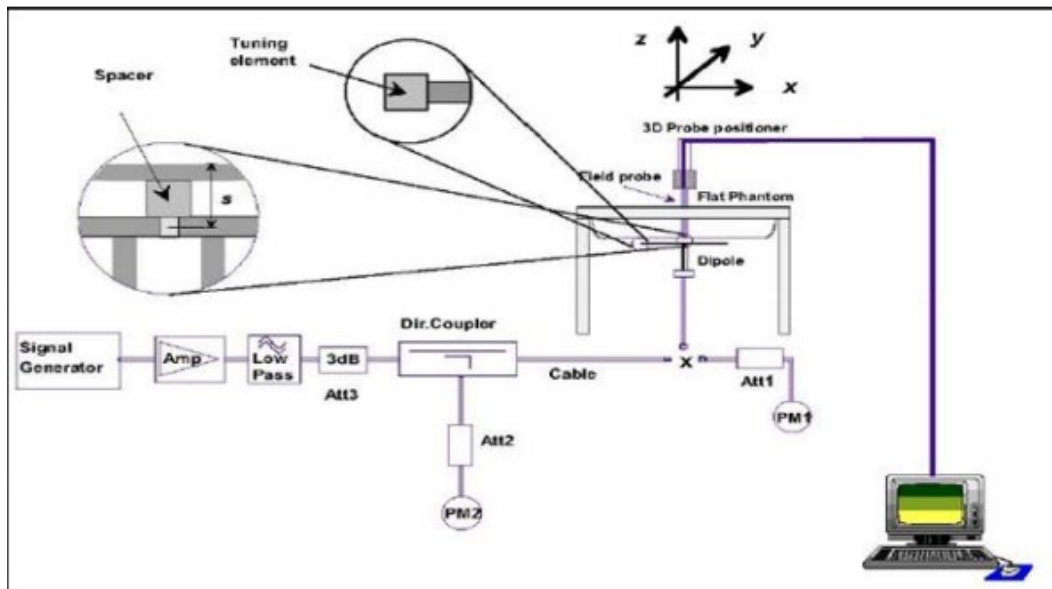 Tuning
element
Spacer
s
z
y
x
3D Probe positioner
Field probe
Flat Phantom
Dipole
Dir.Coupler
Signal
Generator
Amp
Low
Pass
3dB
Att3
Cable
X
Att1
PM1
Att2
PM2